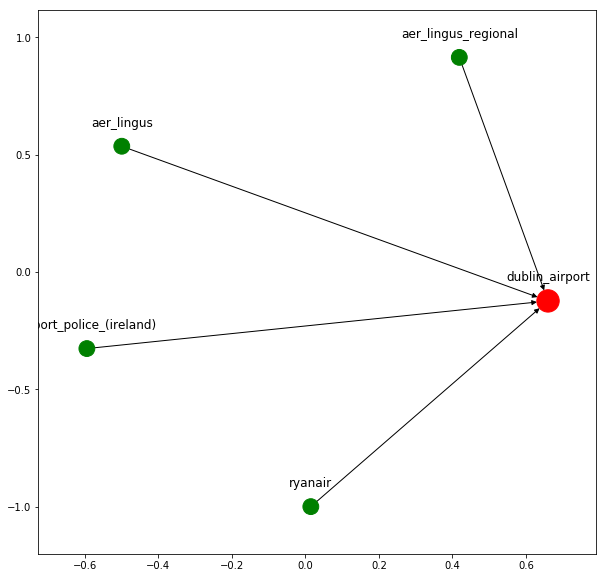 1.0
aer_lingus_regional
aer_lingus
0.5
0.0
dublin_airport
port_police_(ireland)
−0.5
ryanair
−1.0
−0.6 −0.4 −0.2 0.0 0.2 0.4 0.6